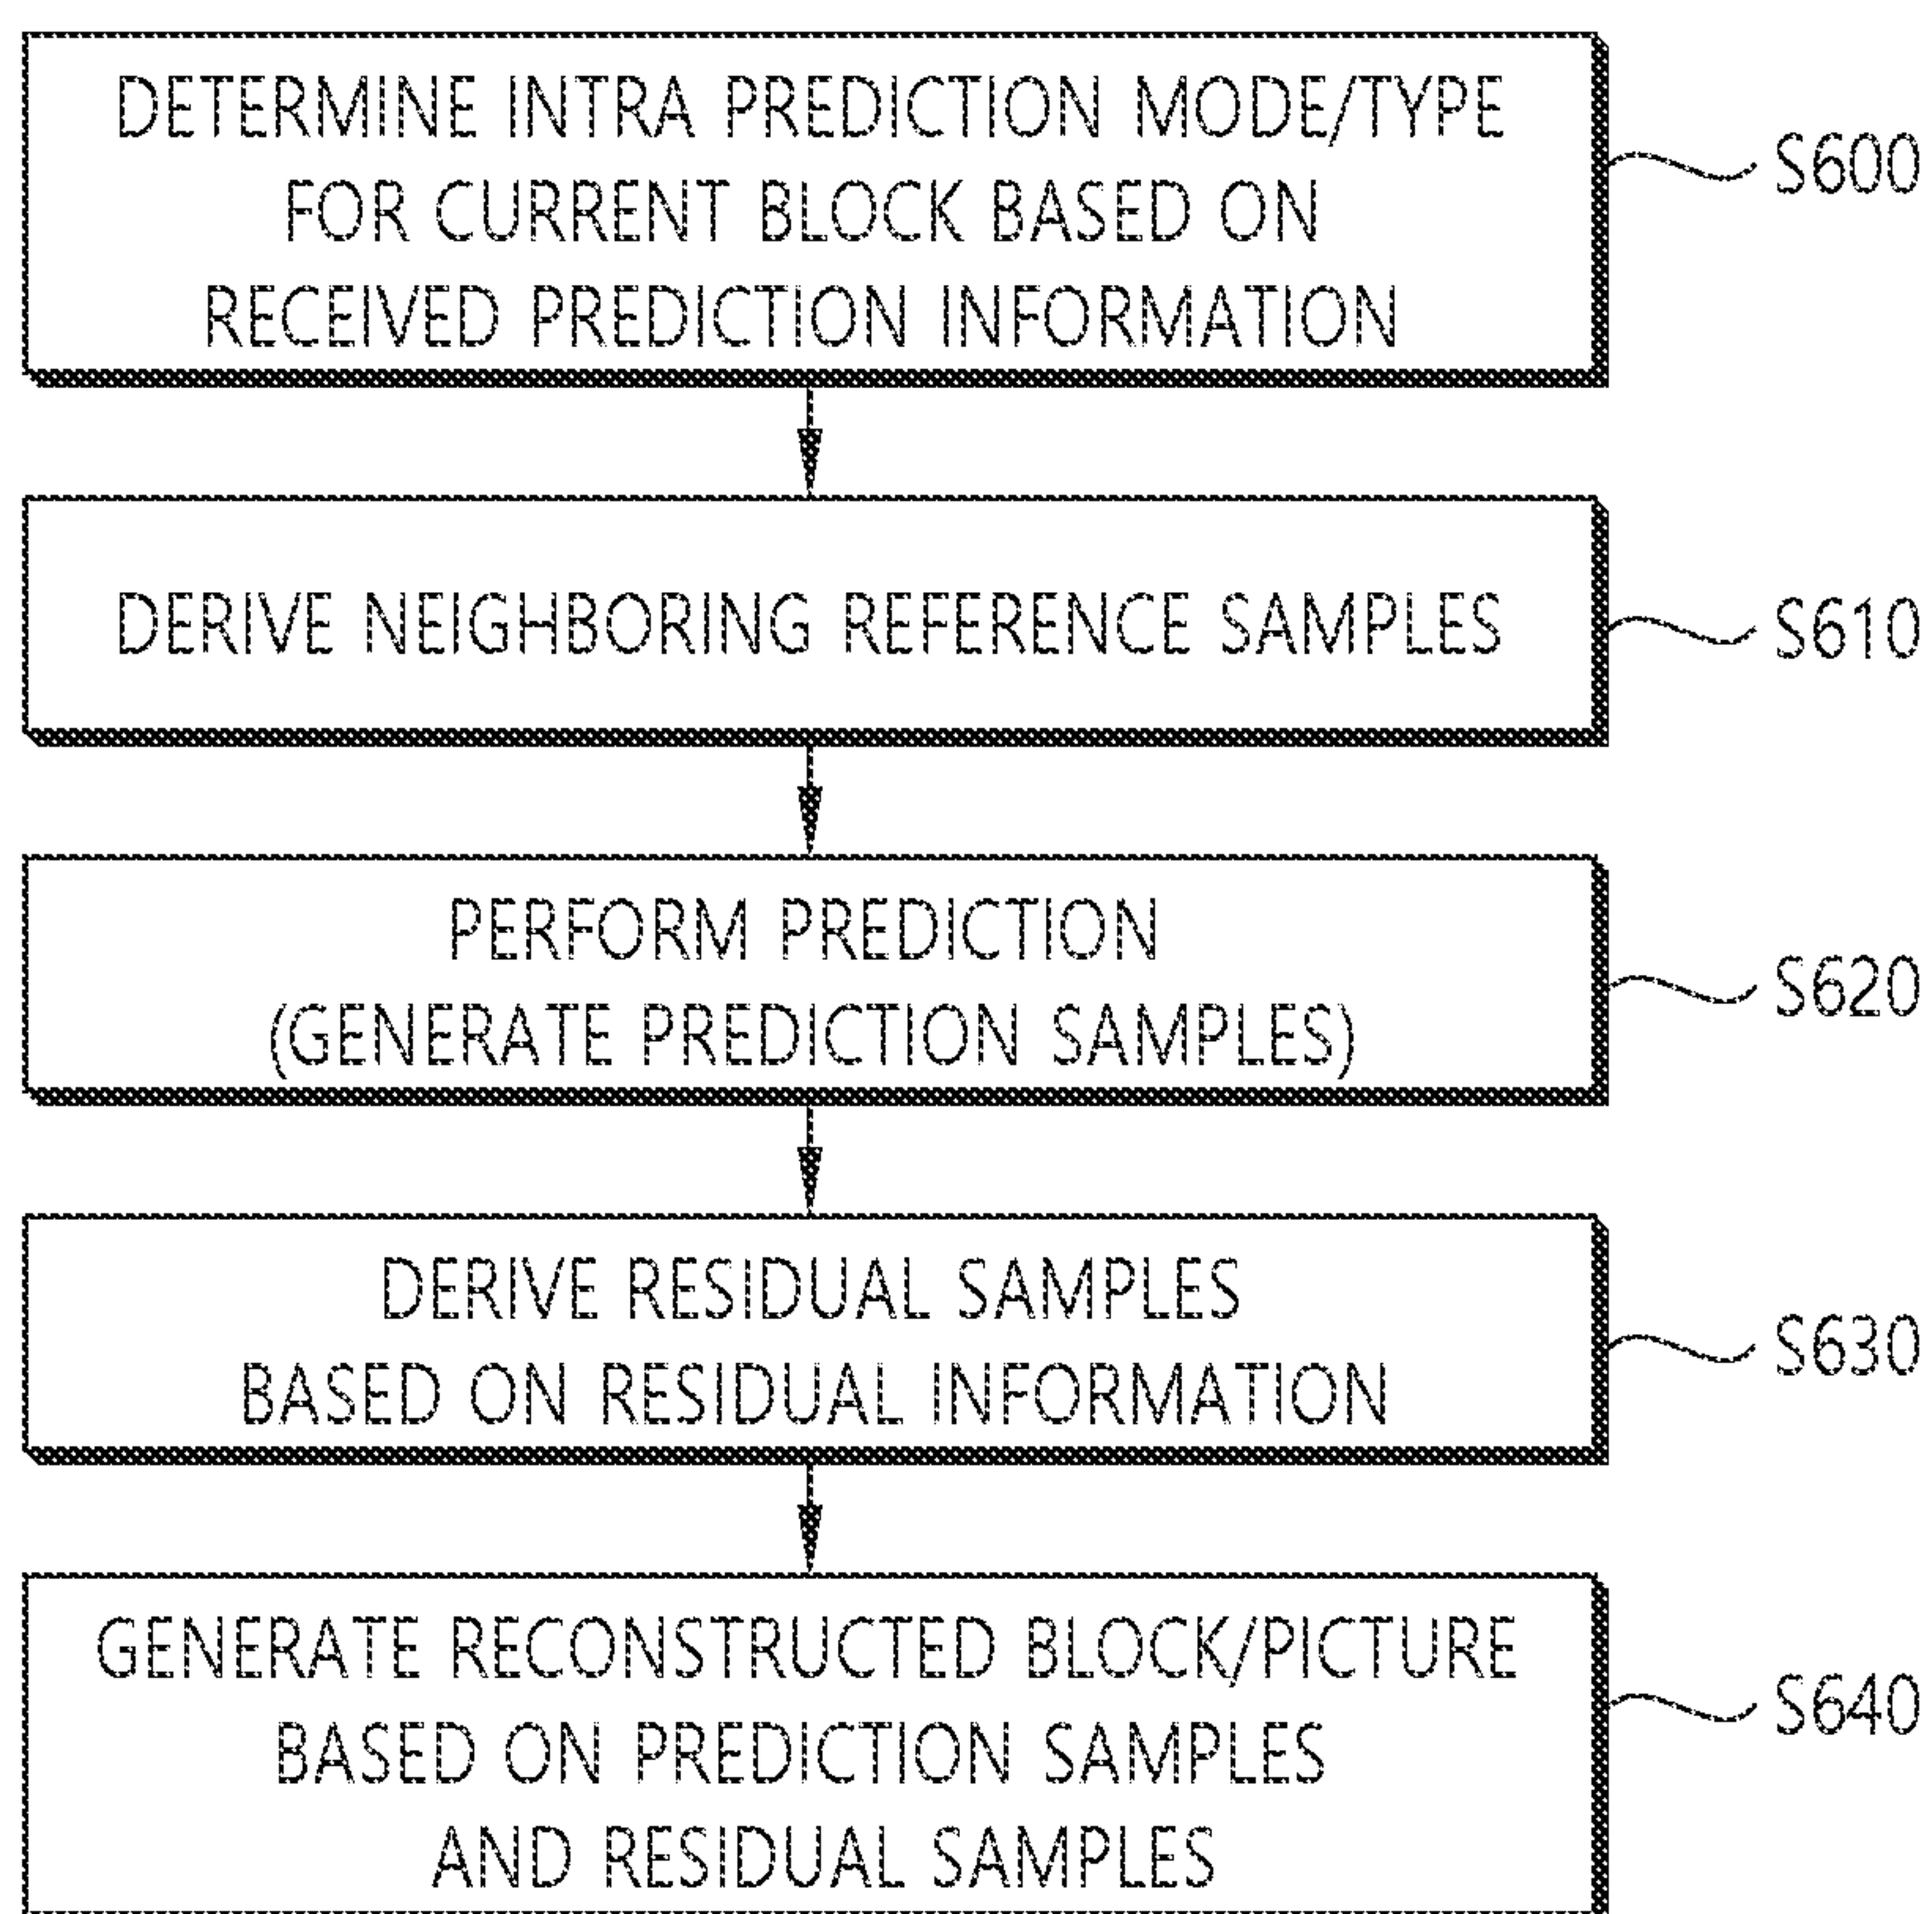 DETERMINE INTRA PREDICTION MODE/TYPE
FOR CURRENT BLOCK BASED ON
RECEIVED PREDICTION INFORMATION
S600
DERIVE NEIGHBORING REFERENCE SAMPLES
S610
PERFORM PREDICTION
(GENERATE PREDICTION SAMPLES)
S620
DERIVE RESIDUAL SAMPLES
BASED ON RESIDUAL INFORMATION
S630
GENERATE RECONSTRUCTED BLOCK/PICTURE
BASED ON PREDICTION SAMPLES
AND RESIDUAL SAMPLES
S640